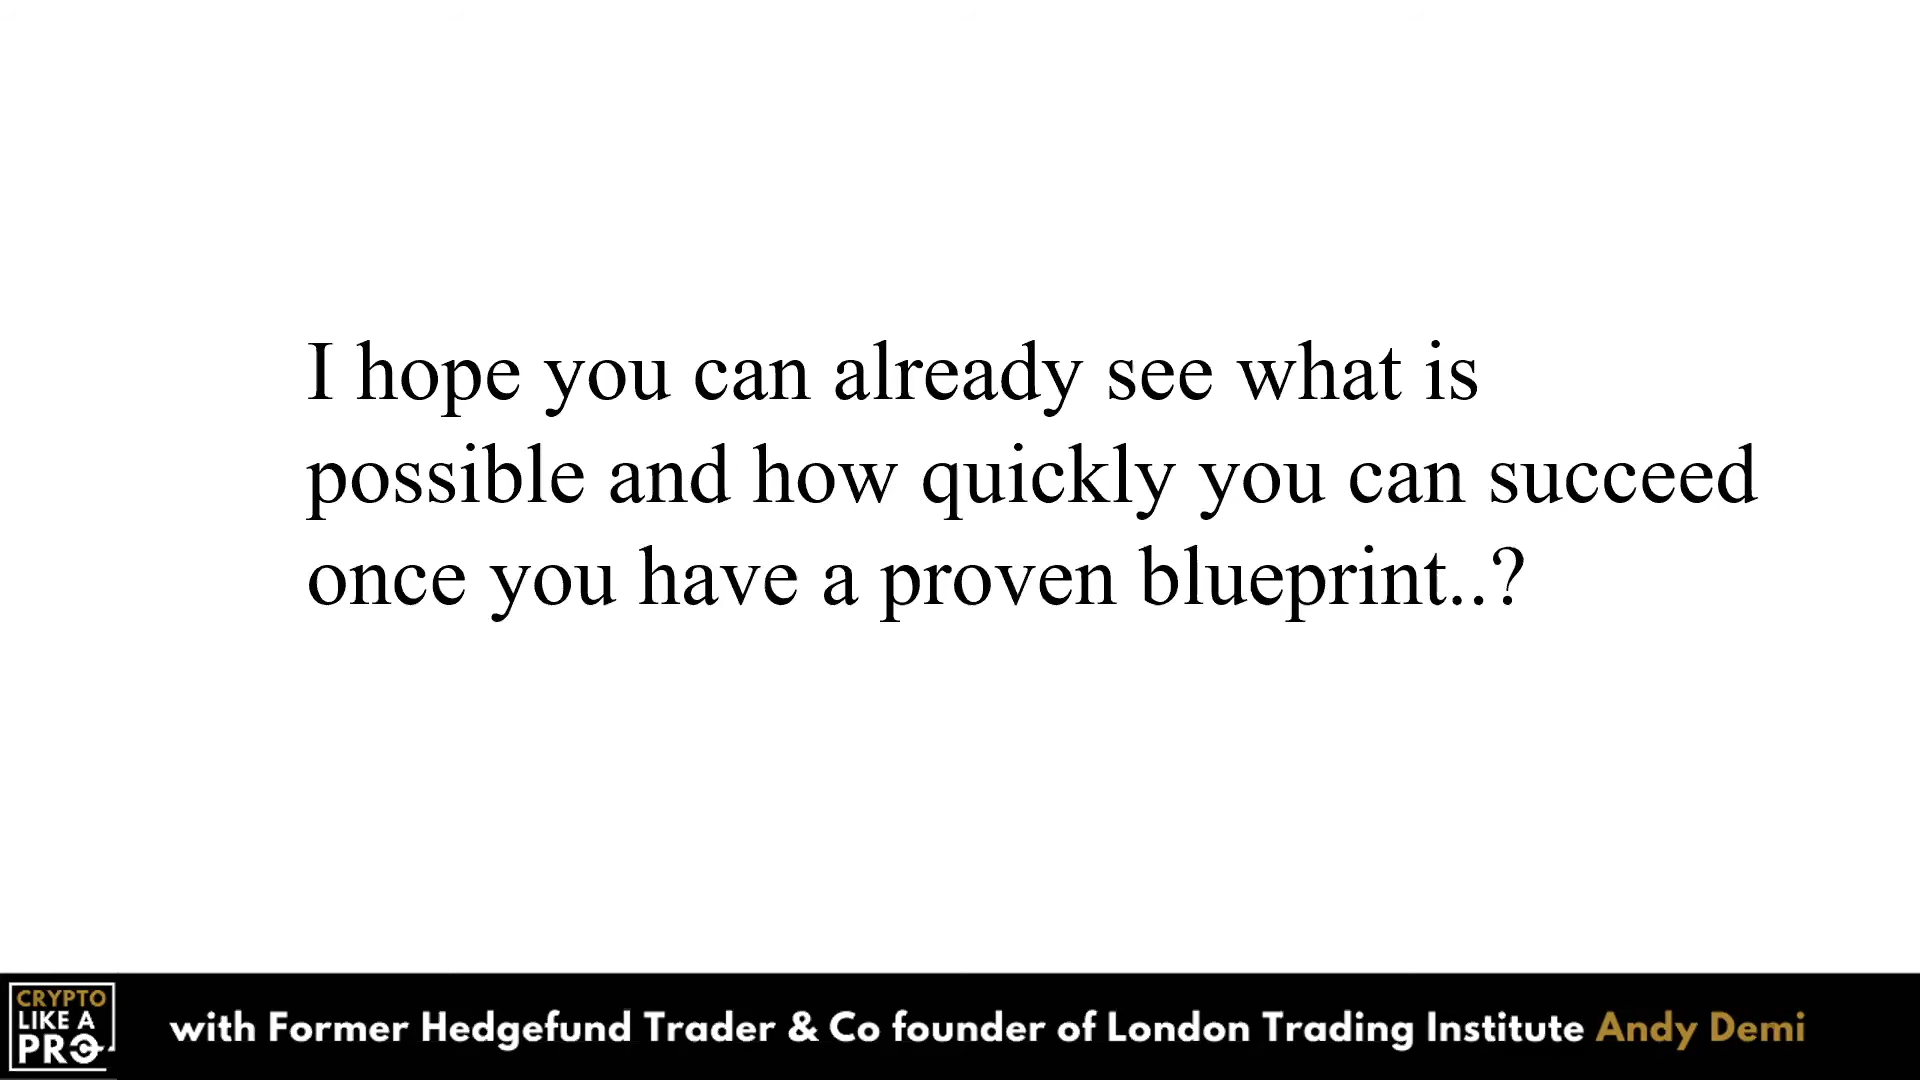 I hope you can already see what is
possible and how quickly you can succeed
once you have a proven blueprint..?
CRYPTO
LIKE A
PRO
with Former Hedgefund Trader & Co founder of London Trading Institute Andy Demi